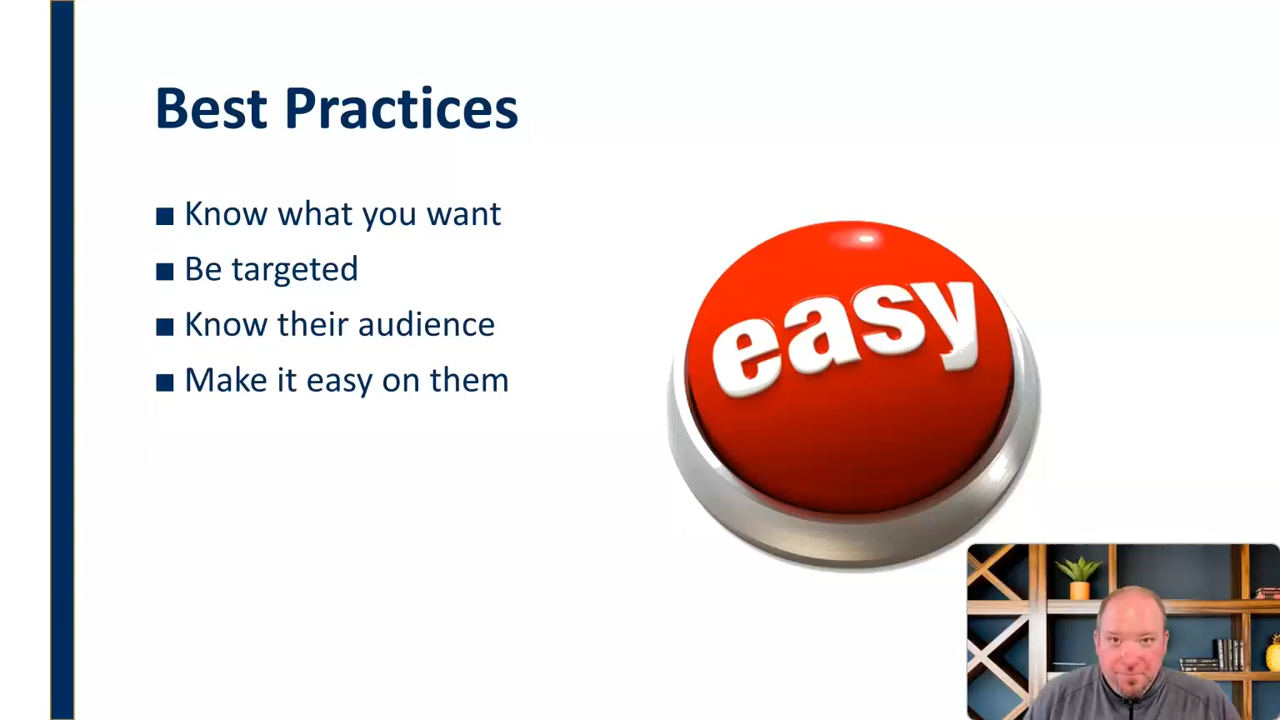 Best Practices
■ Know what you want
■ Be targeted
■ Know their audience
■ Make it easy on them
easy